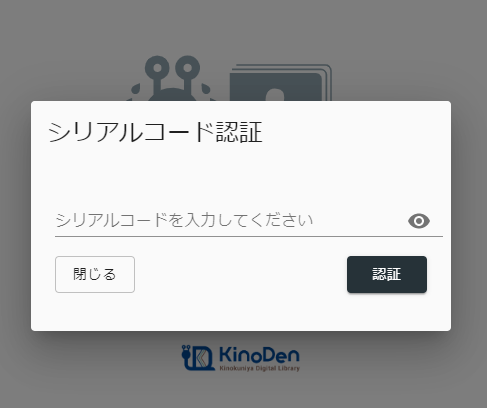 シリアルコード認証
シリアルコードを入力してください
閉じる
認証
KinoDen
Kinokuniya Digital Library